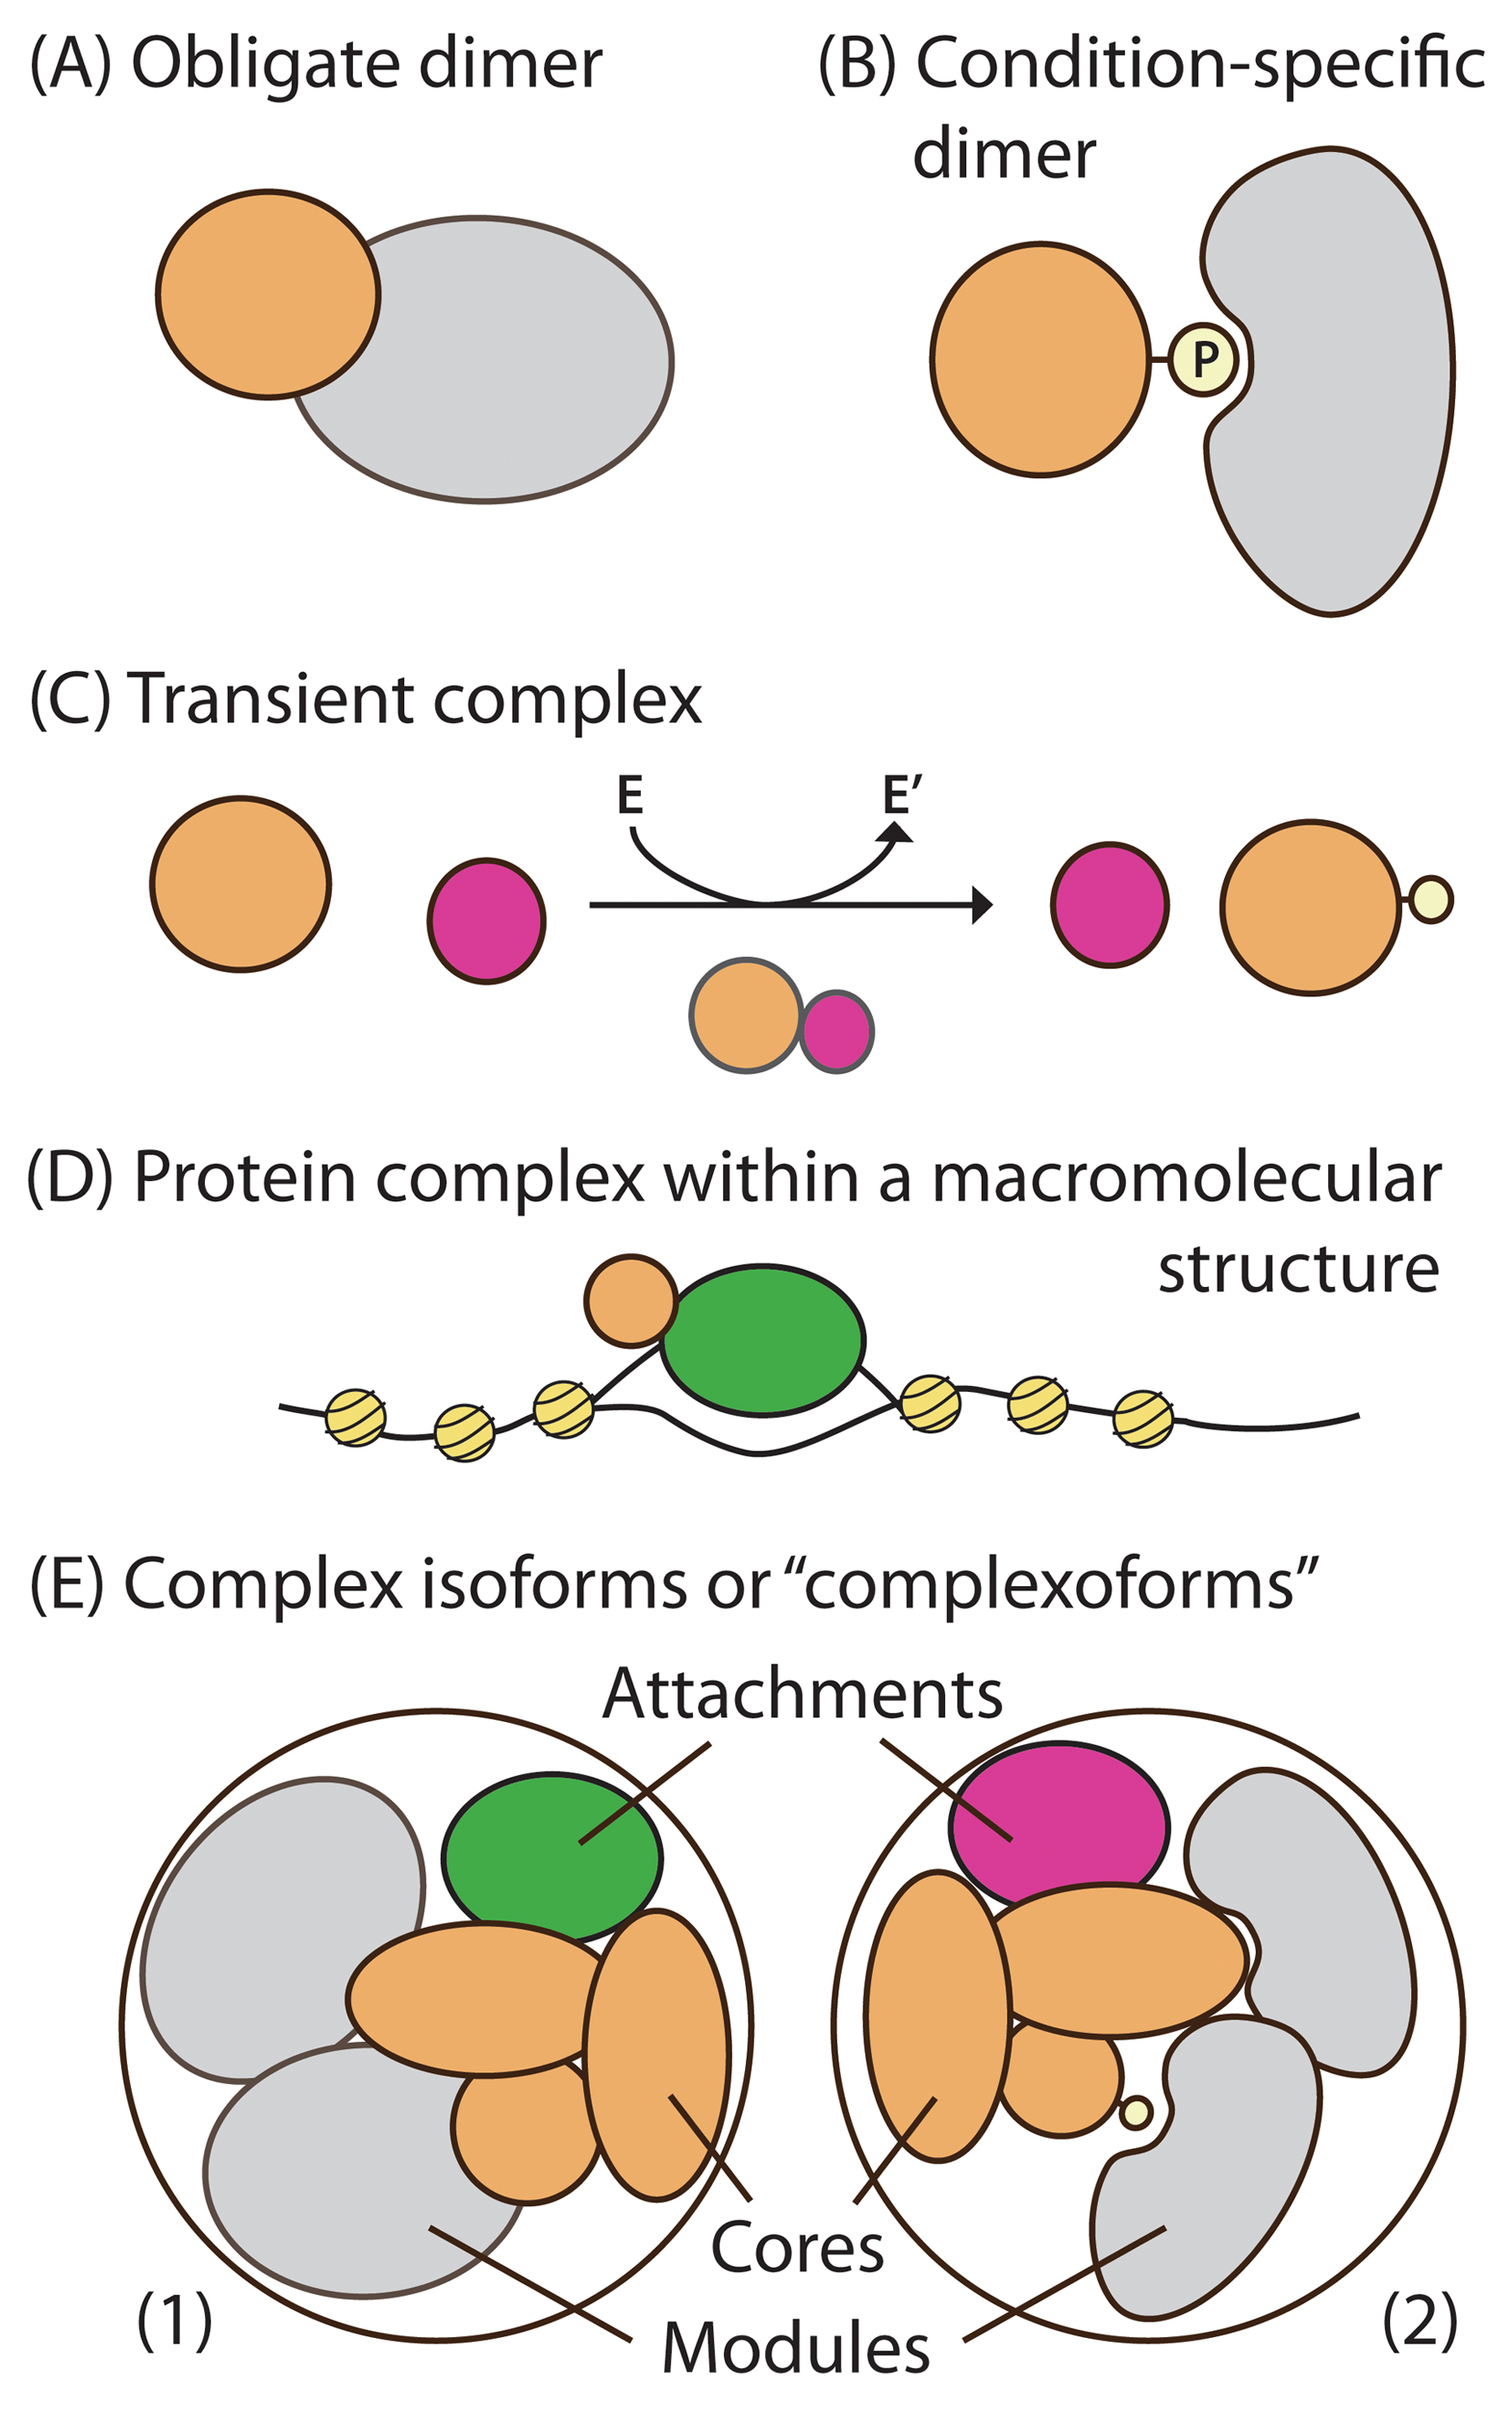 (A) Obligate dimer
(B) Condition-specific
dimer
P
(C) Transient complex
E
E′
(D) Protein complex within a macromolecular
structure
(E) Complex isoforms or “complexoforms”
Attachments
Cores
Modules
(1)
(2)